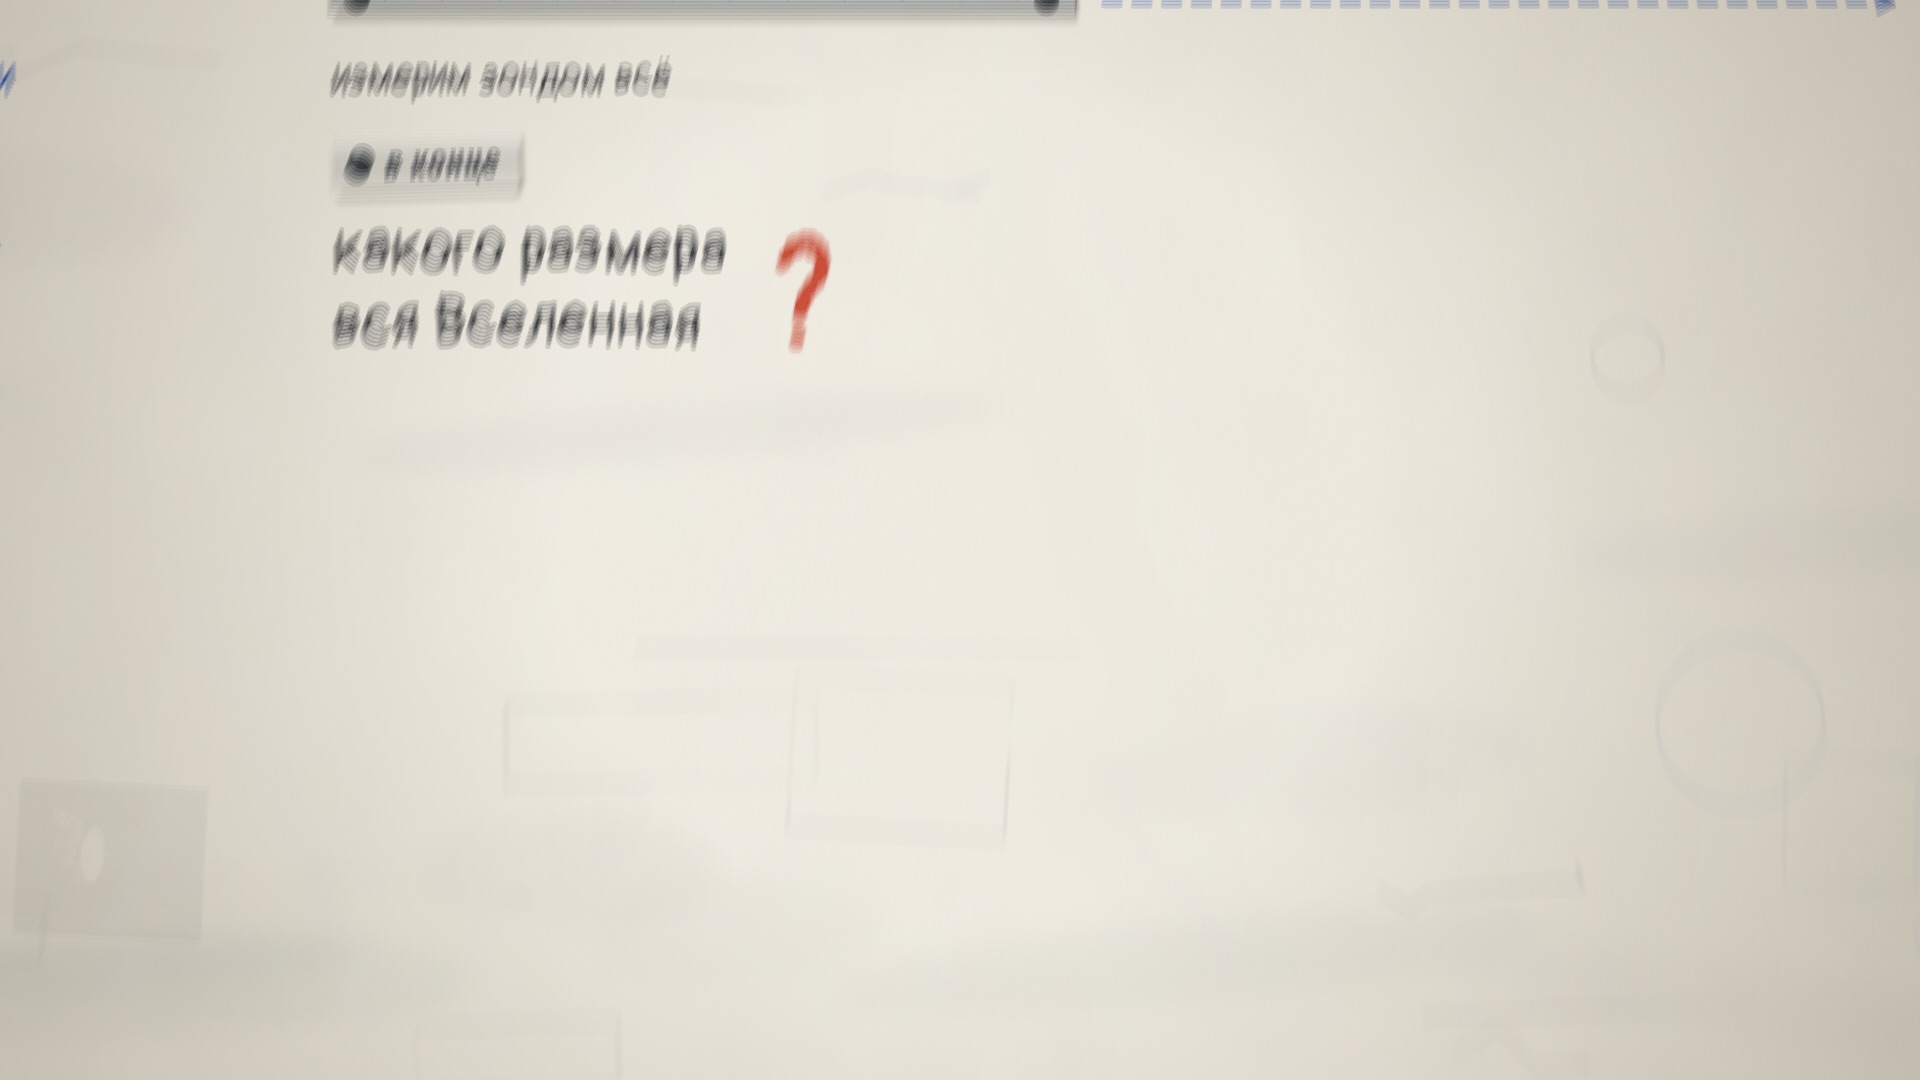 и
измерим зондом всё
в конце
какого размера
вся Вселенная
?